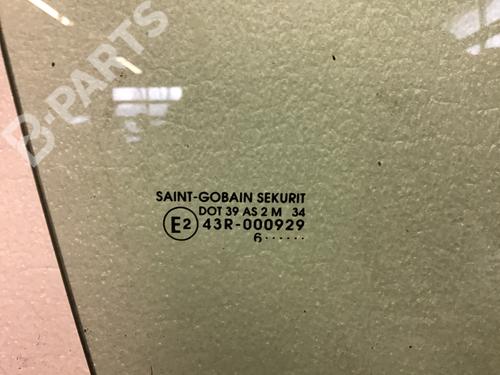 B-PARTS
SAINT-GOBAIN SEKURIT
DOT 39 AS 2 M 34
E2 43R-000929
6······